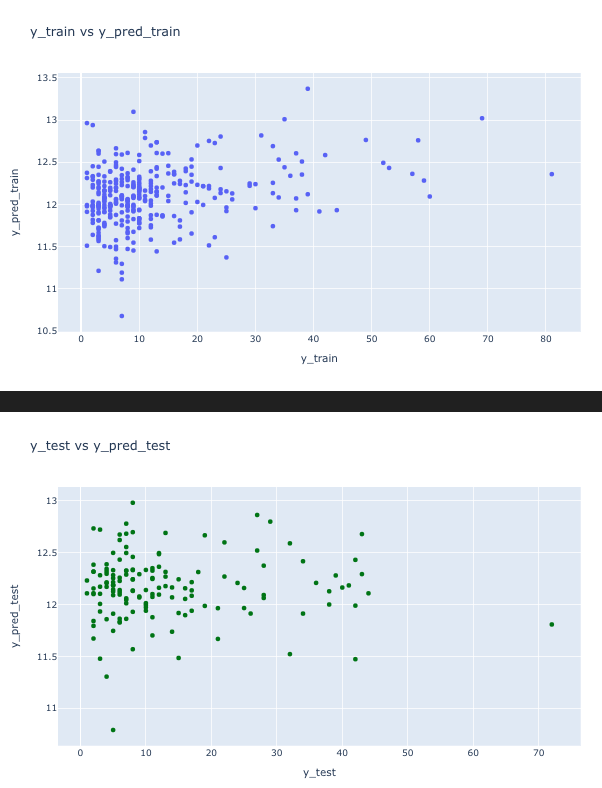 y_train vs y_pred_train
13.5
13
12.5
12
11.5
11
10.5
y_pred_train
0 10 20 30 40 50 60 70 80
y_train
y_test vs y_pred_test
13
12.5
12
11.5
11
y_pred_test
0 10 20 30 40 50 60 70
y_test